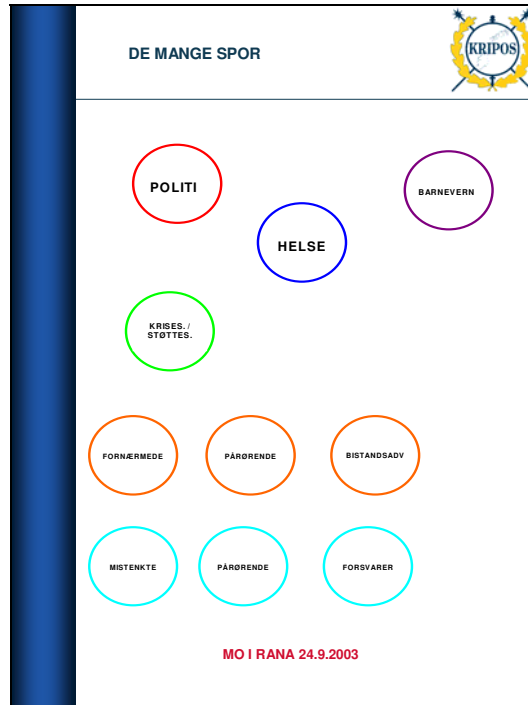 DE MANGE SPOR
KRIPOS
POLITI
BARNEVERN
HELSE
KRISES. /
STØTTES.
FORNÆRMEDE
PÅRØRENDE
BISTANDSADV
MISTENKTE
PÅRØRENDE
FORSVARER
MO I RANA 24.9.2003